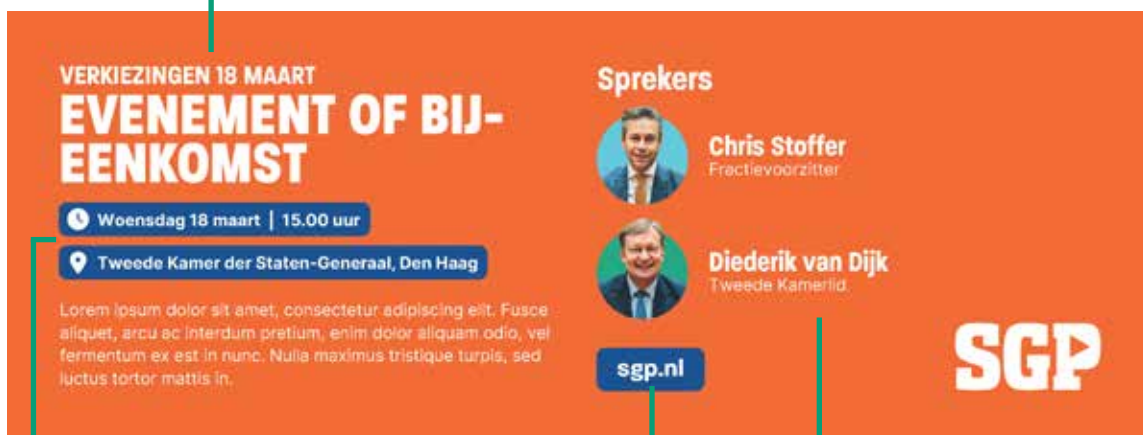 VERKIEZINGEN 18 MAART
EVENEMENT OF BIJ-
EENKOMST
Woensdag 18 maart | 15.00 uur
Tweede Kamer der Staten-Generaal, Den Haag
Lorem ipsum dolor sit amet, consectetur adipiscing elit. Fusce
aliquet, arcu ac interdum pretium, enim dolor aliquam odio, vel
fermentum ex est in nunc. Nulla maximus tristique turpis, sed
luctus tortor mattis in.
Sprekers
Chris Stoffer
Fractievoorzitter
Diederik van Dijk
Tweede Kamerlid
sgp.nl
SGP